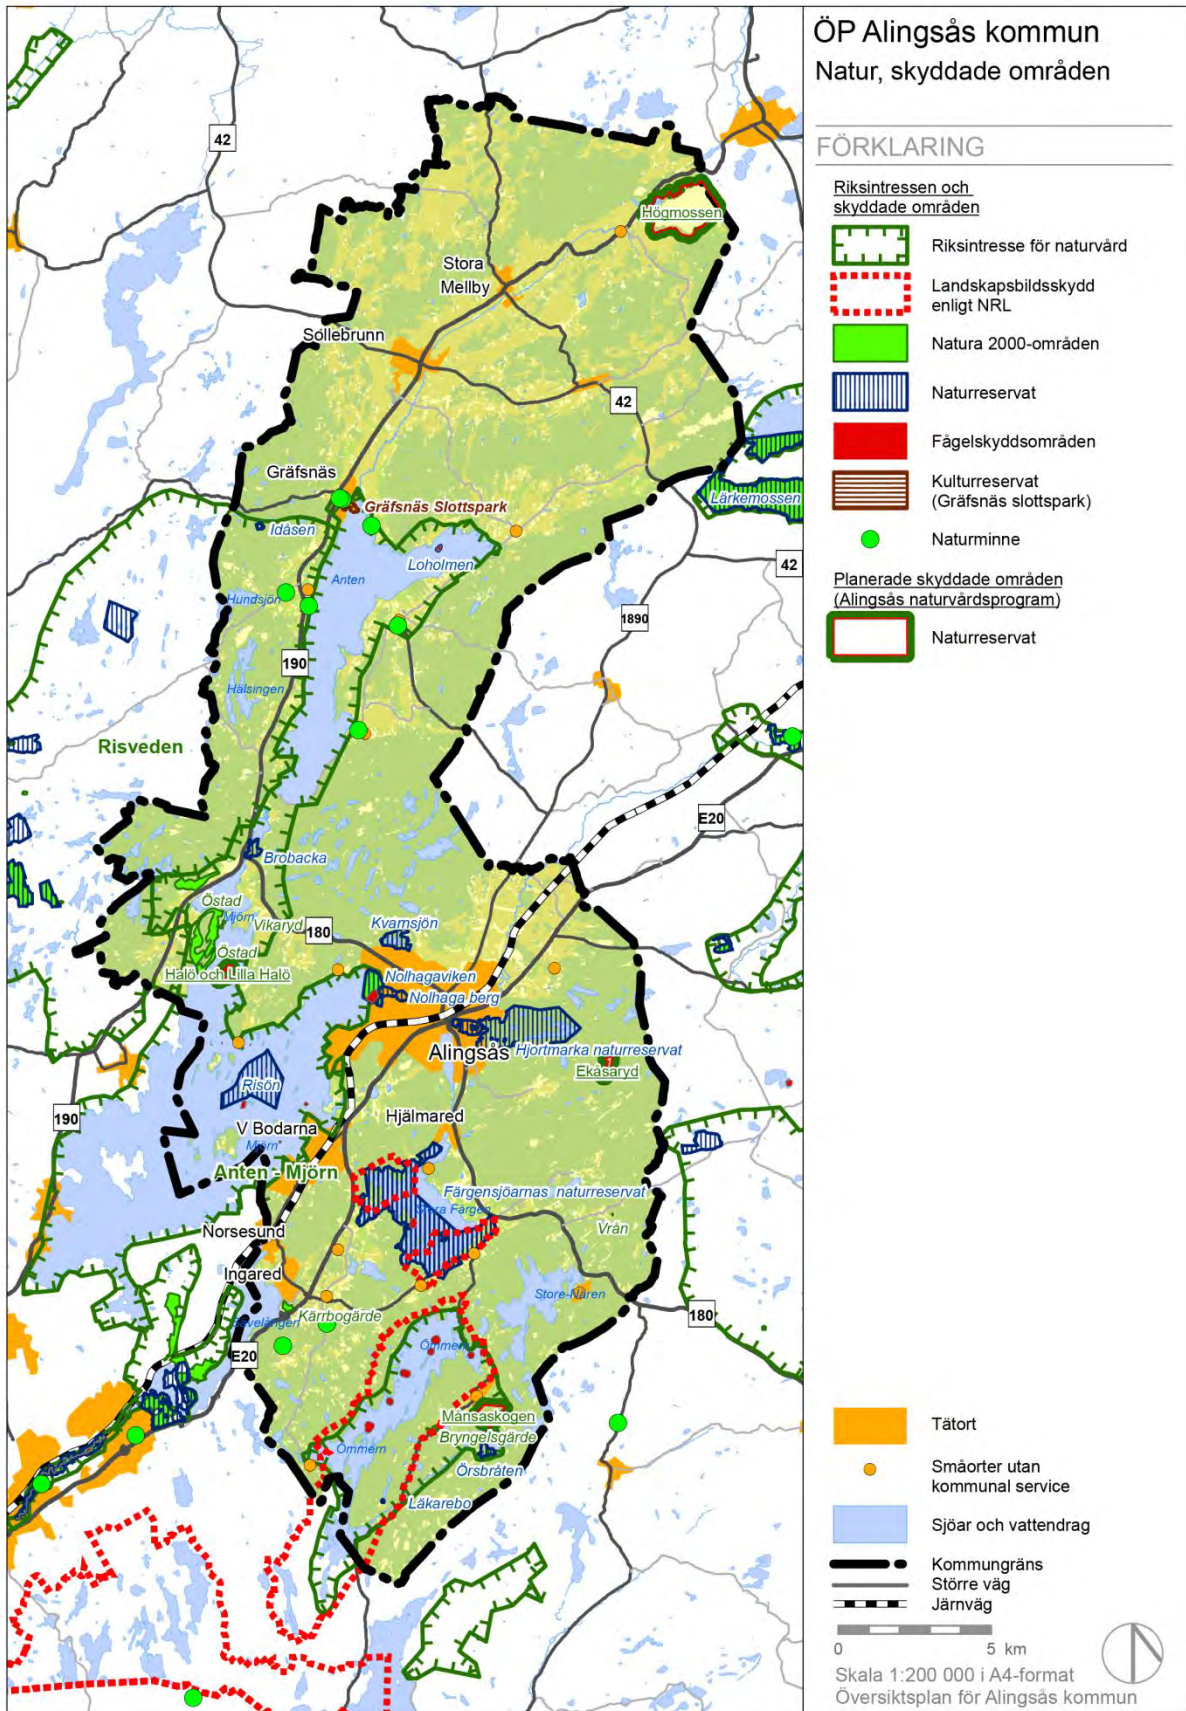 ÖP Alingsås kommun
Natur, skyddade områden
FÖRKLARING
Riksintressen och
skyddade områden
Riksintresse för naturvård
Landskapsbildsskydd
enligt NRL
Natura 2000-områden
Naturreservat
Fågelskyddsområden
Kulturreservat
(Gräfsnäs slottspark)
Naturminne
Planerade skyddade områden
(Alingsås naturvårdsprogram)
Naturreservat
Tätort
Småorter utan
kommunal service
Sjöar och vattendrag
Kommungräns
Större väg
Järnväg
0 5 km
Skala 1:200 000 i A4-format
Översiktsplan för Alingsås kommun
42
Högmossen
Stora
Mellby
Sollebrunn
42
Gräfsnäs
Gräfsnäs Slottspark
Lärkemossen
Idåsen
Loholmen
Anten
42
Hundsjön
1890
190
Hälsingen
Risveden
E20
Brobacka
Östad
Mjörn
Vikaryd
180
Kvarnsjön
Östad
Halö och Lilla Halö
Nolhagaviken
Nolhaga berg
Alingsås
Hjortmarka naturreservat
Ekåsaryd
Risön
190
Hjälmared
V Bodarna
Mjörn
Anten - Mjörn
Färgensjöarnas naturreservat
Stora Färgen
Vrån
Norsesund
Ingared
Store-Nären
Sävelången
Kärrbogärde
180
E20
Ömmern
Månsaskogen
Bryngelsgärde
Ömmern
Örsbråten
Läkarebo